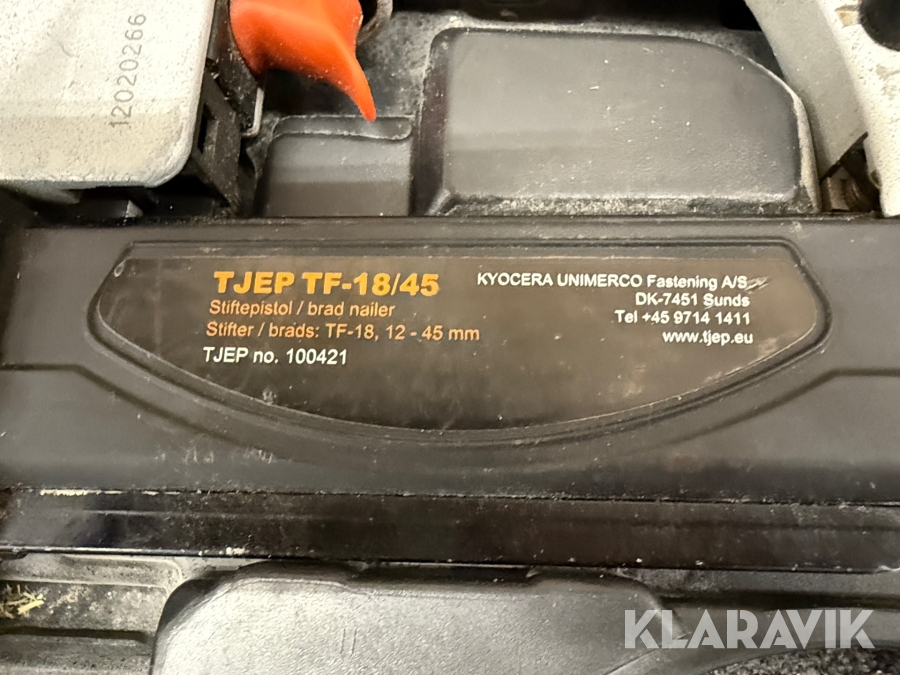 12020266
TJEP TF-18/45
Stiftepistol / brad nailer
Stifter / brads: TF-18, 12 - 45 mm
TJEP no. 100421
KYOCERA UNIMERCO Fastening A/S
DK-7451 Sunds
Tel +45 9714 1411
www.tjep.eu
KLARAVIK